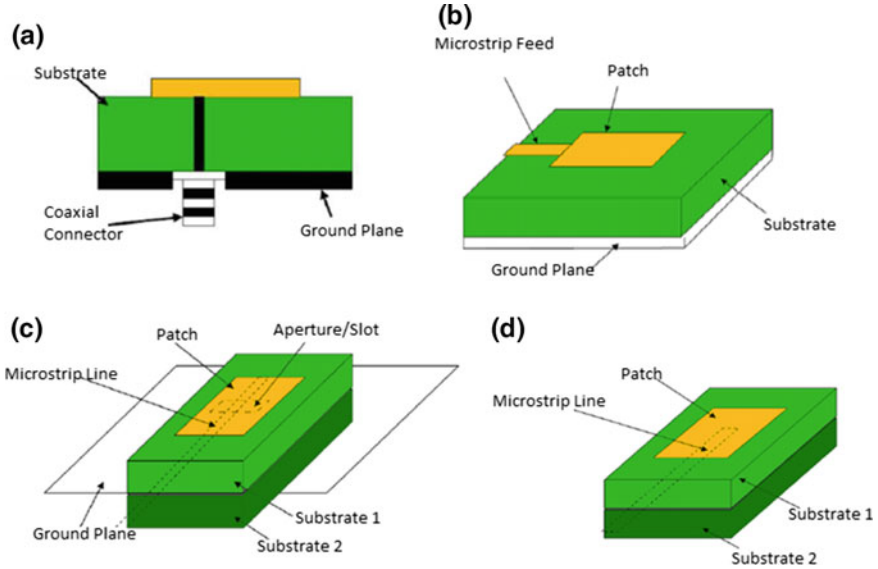 (a)
Substrate
Coaxial
Connector
Ground Plane
(b)
Microstrip Feed
Patch
Substrate
Ground Plane
(c)
Patch
Aperture/Slot
Microstrip Line
Ground Plane
Substrate 1
Substrate 2
(d)
Patch
Microstrip Line
Substrate 1
Substrate 2